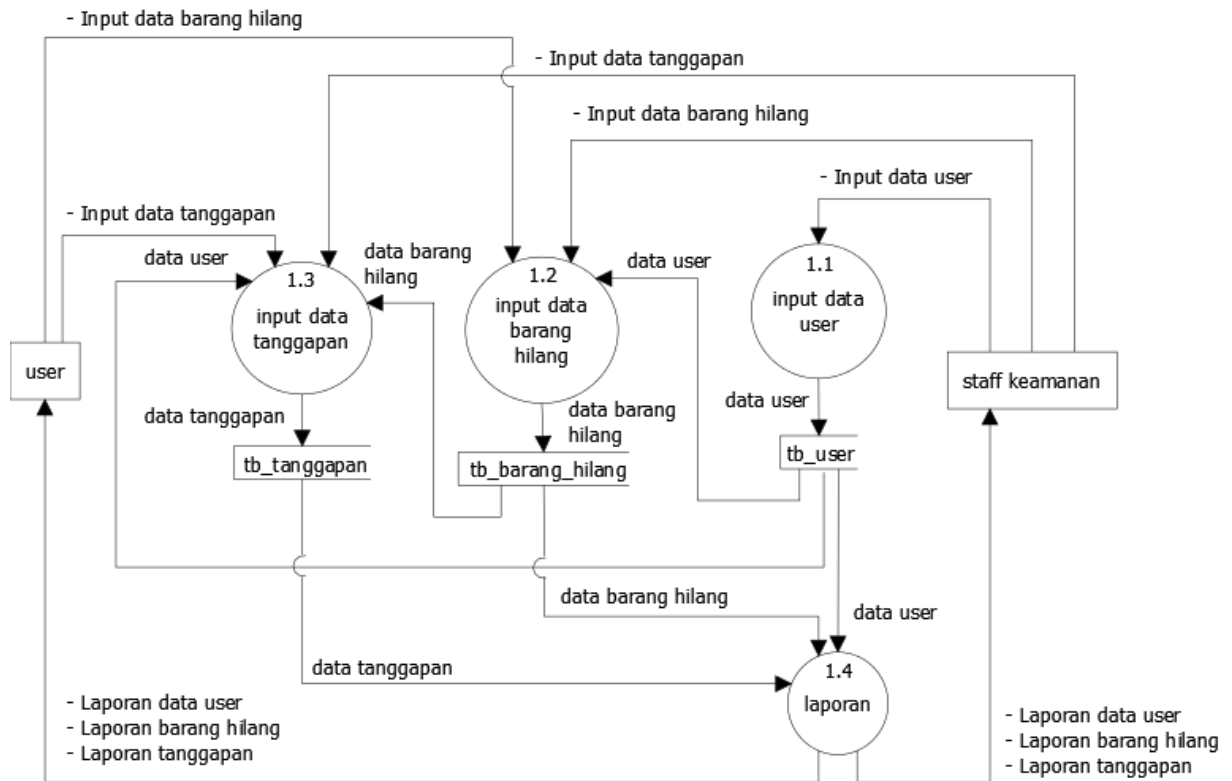 - Input data barang hilang
- Input data tanggapan
- Input data barang hilang
- Input data user
- Input data tanggapan
data user
data barang
hilang
data user
1.3
input data
tanggapan
1.2
input data
barang
hilang
1.1
input data
user
user
staff keamanan
data tanggapan
data barang
hilang
data user
tb_tanggapan
tb_barang_hilang
tb_user
data barang hilang
data user
data tanggapan
1.4
laporan
- Laporan data user
- Laporan barang hilang
- Laporan tanggapan
- Laporan data user
- Laporan barang hilang
- Laporan tanggapan